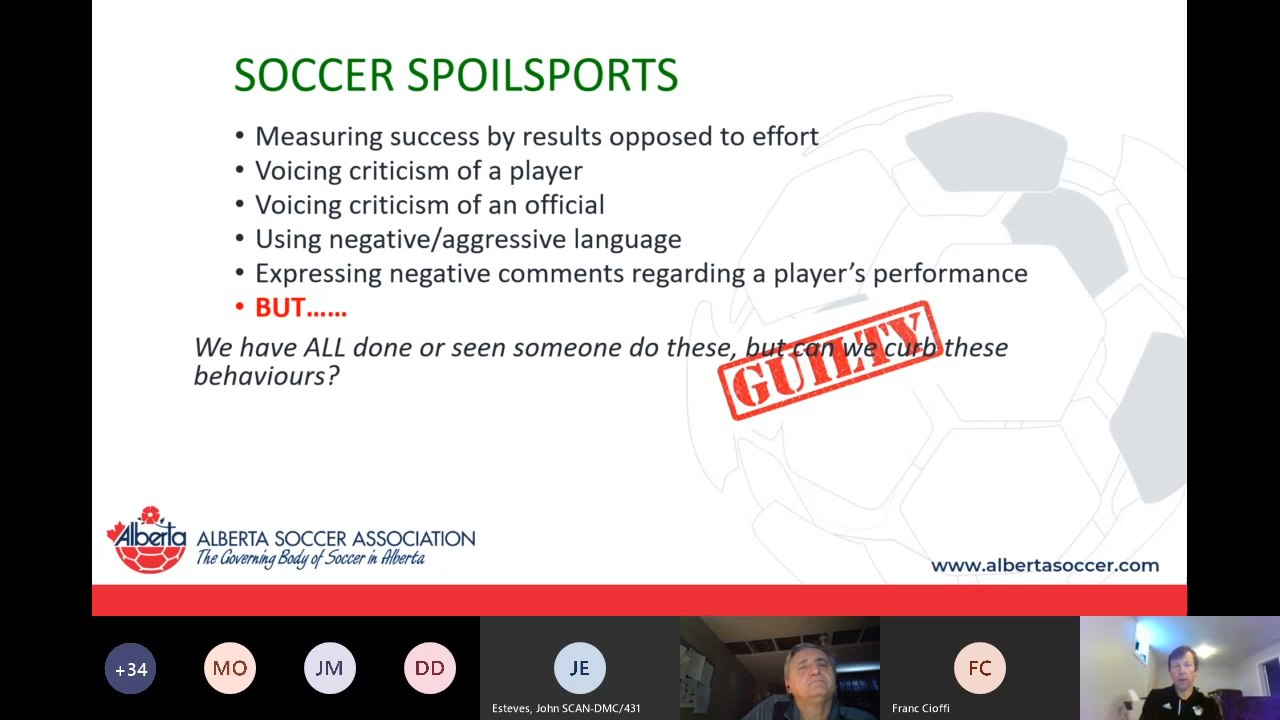 SOCCER SPOILSPORTS
• Measuring success by results opposed to effort
• Voicing criticism of a player
• Voicing criticism of an official
• Using negative/aggressive language
• Expressing negative comments regarding a player’s performance
• BUT……
We have ALL done or seen someone do these, but can we curb these
behaviours?
GUILTY
Alberta
ALBERTA SOCCER ASSOCIATION
The Governing Body of Soccer in Alberta
www.albertasoccer.com
+34
MO
JM
DD
JE
FC
Esteves, John SCAN-DMC/431
Franc Cioffi